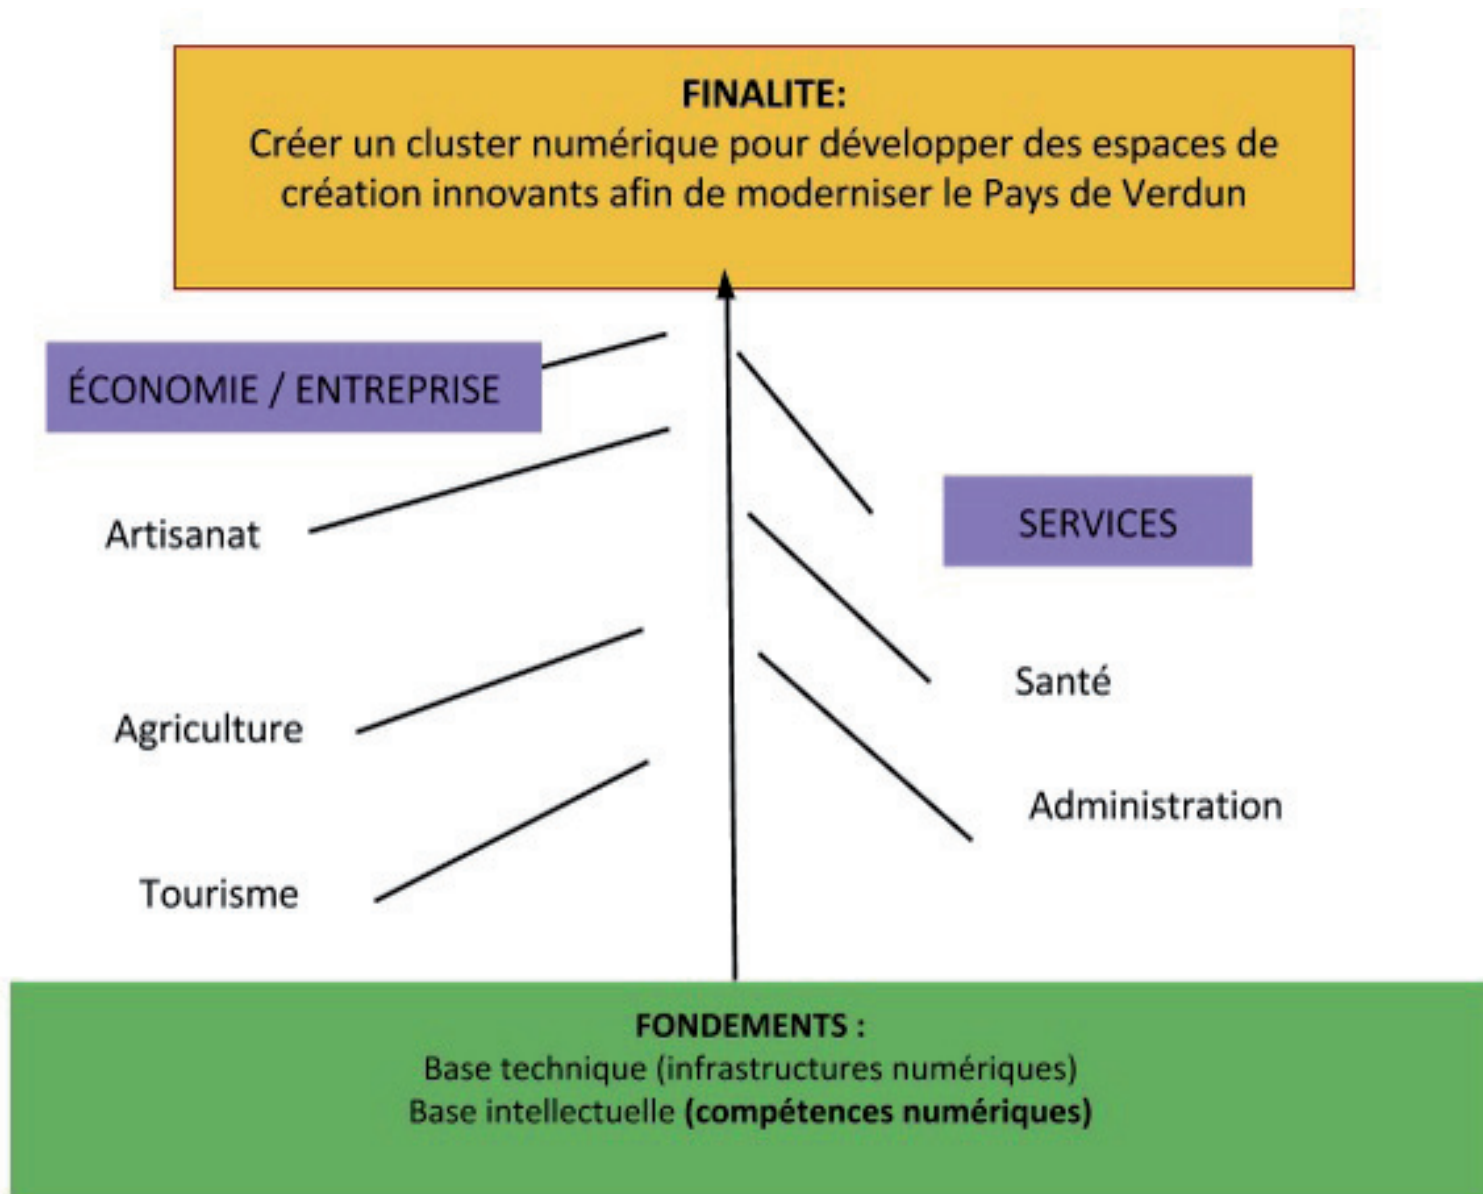 FINALITE:
Créer un cluster numérique pour développer des espaces de
création innovants afin de moderniser le Pays de Verdun
ÉCONOMIE / ENTREPRISE
Artisanat
Agriculture
Tourisme
SERVICES
Santé
Administration
FONDEMENTS :
Base technique (infrastructures numériques)
Base intellectuelle (compétences numériques)